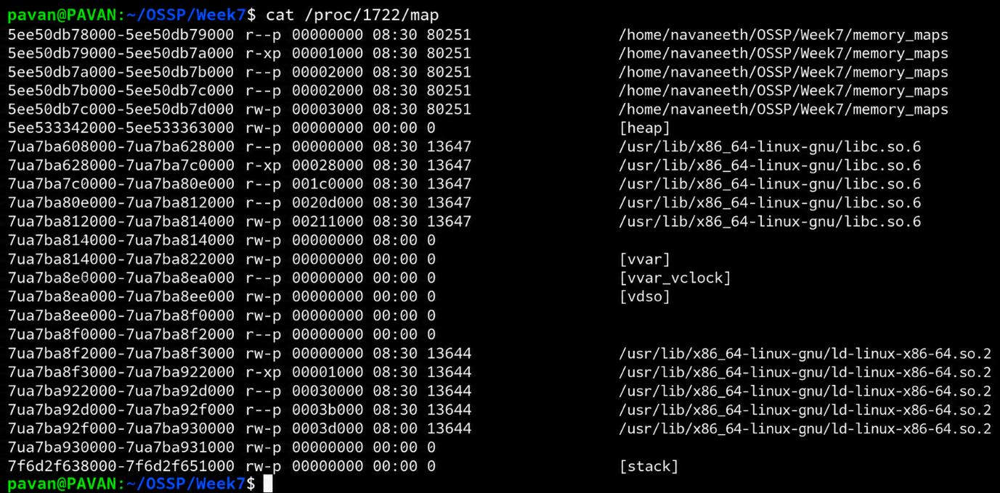 pavan@PAVAN:~/OSSP/Week7$ cat /proc/1722/map
5ee50db78000-5ee50db79000 r--p 00000000 08:30 80251 /home/navaneeth/OSSP/Week7/memory_maps
5ee50db79000-5ee50db7a000 r-xp 00001000 08:30 80251 /home/navaneeth/OSSP/Week7/memory_maps
5ee50db7a000-5ee50db7b000 r--p 00002000 08:30 80251 /home/navaneeth/OSSP/Week7/memory_maps
5ee50db7b000-5ee50db7c000 r--p 00002000 08:30 80251 /home/navaneeth/OSSP/Week7/memory_maps
5ee50db7c000-5ee50db7d000 rw-p 00003000 08:30 80251 /home/navaneeth/OSSP/Week7/memory_maps
5ee533342000-5ee533363000 rw-p 00000000 00:00 0 [heap]
7ua7ba608000-7ua7ba628000 r--p 00000000 08:30 13647 /usr/lib/x86_64-linux-gnu/libc.so.6
7ua7ba628000-7ua7ba7c0000 r-xp 00028000 08:30 13647 /usr/lib/x86_64-linux-gnu/libc.so.6
7ua7ba7c0000-7ua7ba80e000 r--p 001c0000 08:30 13647 /usr/lib/x86_64-linux-gnu/libc.so.6
7ua7ba80e000-7ua7ba812000 r--p 0020d000 08:30 13647 /usr/lib/x86_64-linux-gnu/libc.so.6
7ua7ba812000-7ua7ba814000 rw-p 00211000 08:30 13647 /usr/lib/x86_64-linux-gnu/libc.so.6
7ua7ba814000-7ua7ba814000 rw-p 00000000 08:00 0
7ua7ba814000-7ua7ba822000 rw-p 00000000 00:00 0 [vvar]
7ua7ba8e0000-7ua7ba8ea000 r--p 00000000 00:00 0 [vvar_vclock]
7ua7ba8ea000-7ua7ba8ee000 rw-p 00000000 00:00 0 [vdso]
7ua7ba8ee000-7ua7ba8f0000 rw-p 00000000 00:00 0
7ua7ba8f0000-7ua7ba8f2000 r--p 00000000 00:00 0
7ua7ba8f2000-7ua7ba8f3000 rw-p 00000000 08:30 13644 /usr/lib/x86_64-linux-gnu/ld-linux-x86-64.so.2
7ua7ba8f3000-7ua7ba922000 r-xp 00001000 08:30 13644 /usr/lib/x86_64-linux-gnu/ld-linux-x86-64.so.2
7ua7ba922000-7ua7ba92d000 r--p 00030000 08:30 13644 /usr/lib/x86_64-linux-gnu/ld-linux-x86-64.so.2
7ua7ba92d000-7ua7ba92f000 r--p 0003b000 08:30 13644 /usr/lib/x86_64-linux-gnu/ld-linux-x86-64.so.2
7ua7ba92f000-7ua7ba930000 rw-p 0003d000 08:00 13644 /usr/lib/x86_64-linux-gnu/ld-linux-x86-64.so.2
7ua7ba930000-7ua7ba931000 rw-p 00000000 00:00 0
7f6d2f638000-7f6d2f651000 rw-p 00000000 00:00 0 [stack]
pavan@PAVAN:~/OSSP/Week7$